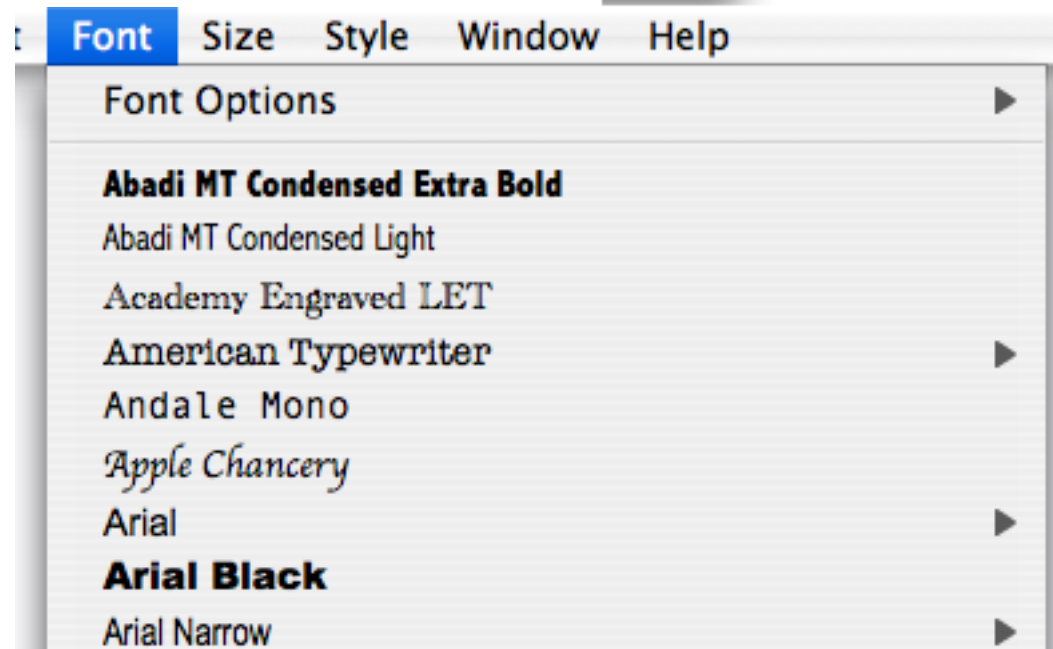 Font Size Style Window Help
Font Options
Abadi MT Condensed Extra Bold
Abadi MT Condensed Light
Academy Engraved LET
American Typewriter
Andale Mono
Apple Chancery
Arial
Arial Black
Arial Narrow